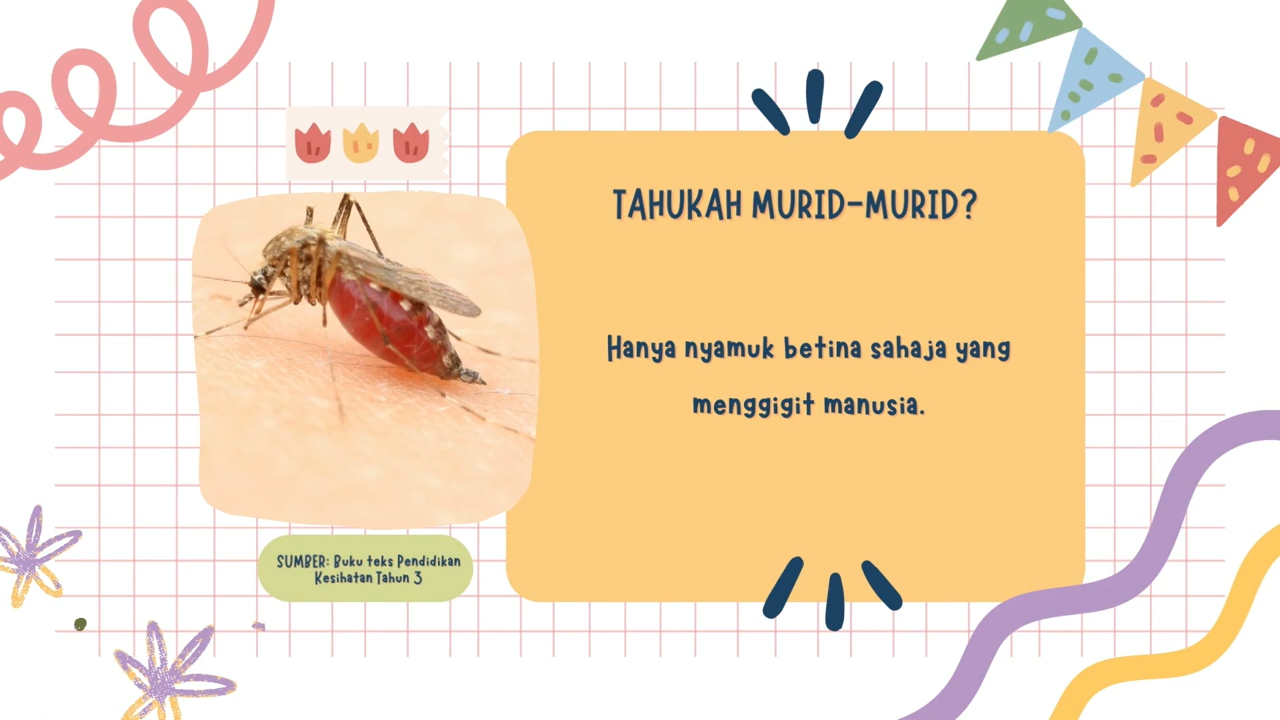 TAHUKAH MURID-MURID?
Hanya nyamuk betina sahaja yang
menggigit manusia.
SUMBER: Buku teks Pendidikan
Kesihatan Tahun 3